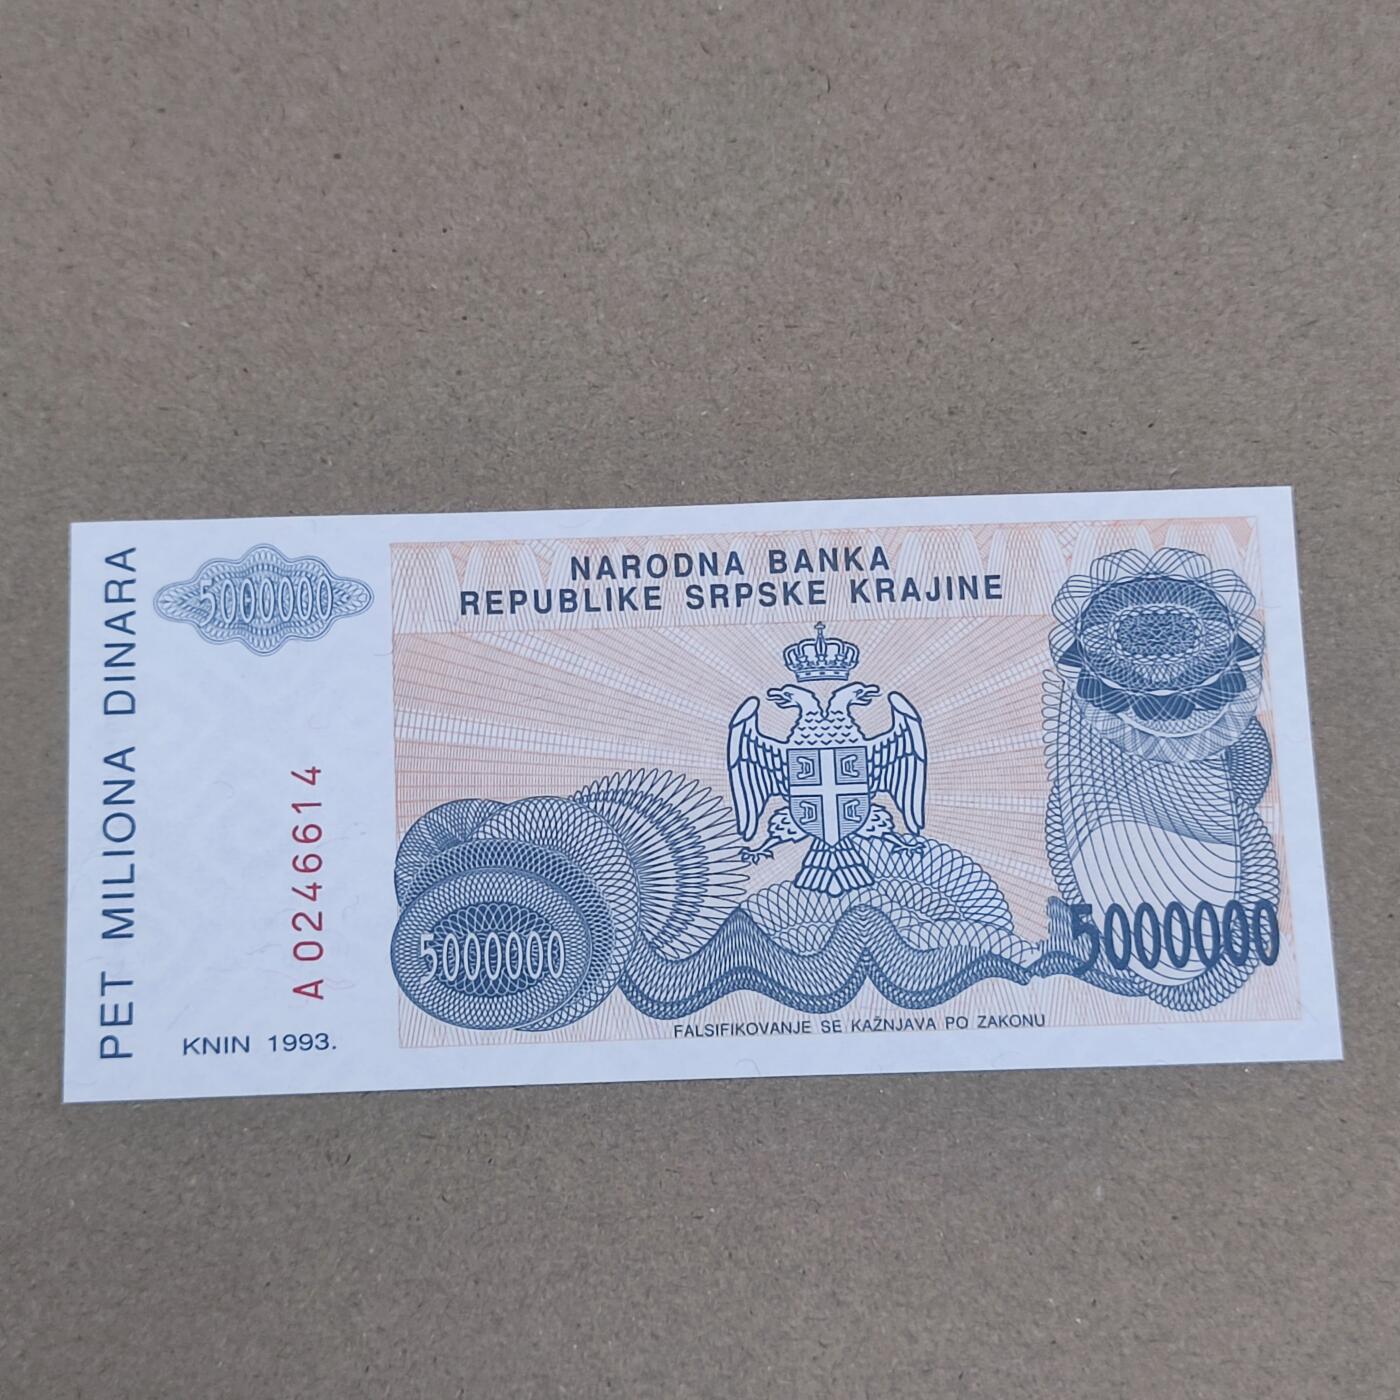 PET MILIONA DINARA
5000000
A 0246614
KNIN 1993.
NARODNA BANKA
REPUBLIKE SRPSKE KRAJINE
5000000
5000000
FALSIFIKOVANJE SE KAŽNJAVA PO ZAKONU